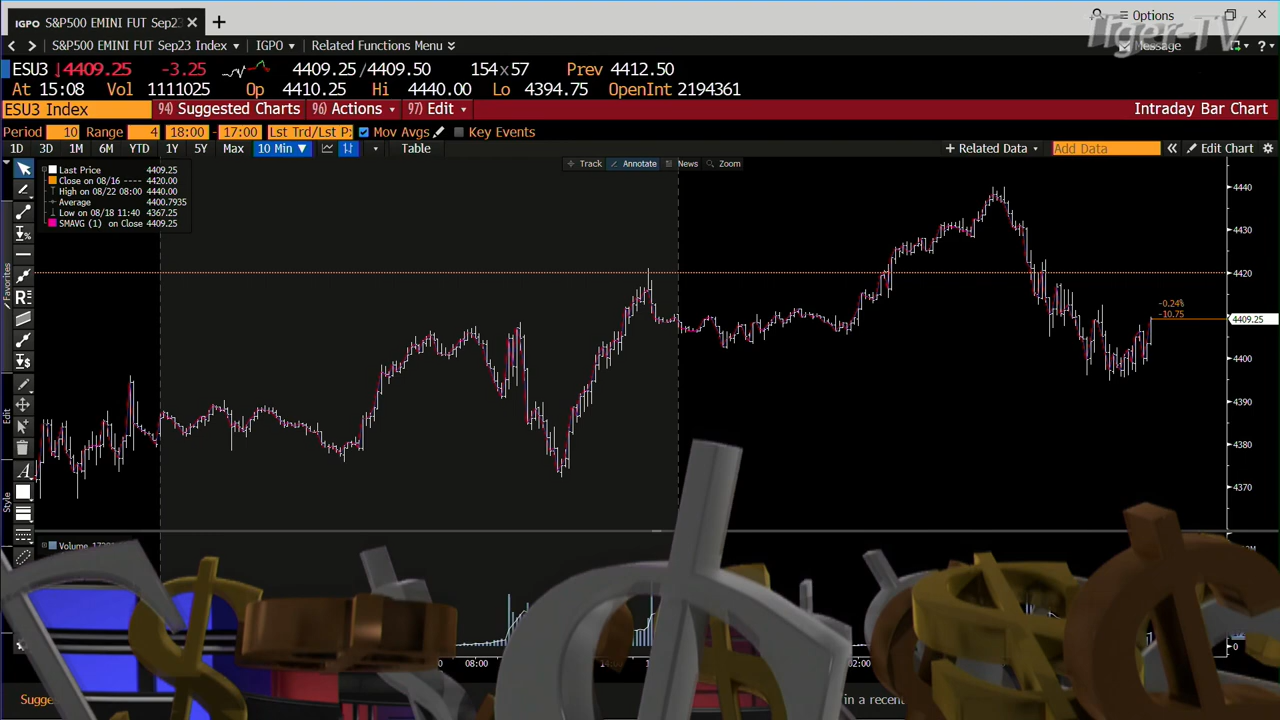 IGPO S&P500 EMINI FUT Sep23
Options
Tiger-TV
S&P500 EMINI FUT Sep23 Index IGPO Related Functions Menu
Message
ESU3 4409.25 -3.25 4409.25/4409.50 154x57 Prev 4412.50
At 15:08 Vol 1111025 Op 4410.25 Hi 4440.00 Lo 4394.75 OpenInt 2194361
ESU3 Index 94) Suggested Charts 96) Actions 97) Edit Intraday Bar Chart
Period 10 Range 4 18:00 - 17:00 Lst Trd/Lst P Mov Avgs Key Events
1D 3D 1M 6M YTD 1Y 5Y Max 10 Min Table + Related Data Add Data Edit Chart
Track Annotate News Zoom
Last Price 4409.25
Close on 08/16 ---- 4420.00
High on 08/22 08:00 4440.00
Average 4400.7935
Low on 08/18 11:40 4367.25
SMAVG (1) on Close 4409.25
4440
4430
4420
-0.24%
-10.75
4409.25
4400
4390
4380
4370
Favorites
Edit
Style
Volume
0
08:00
02:00
Sugge
in a recent